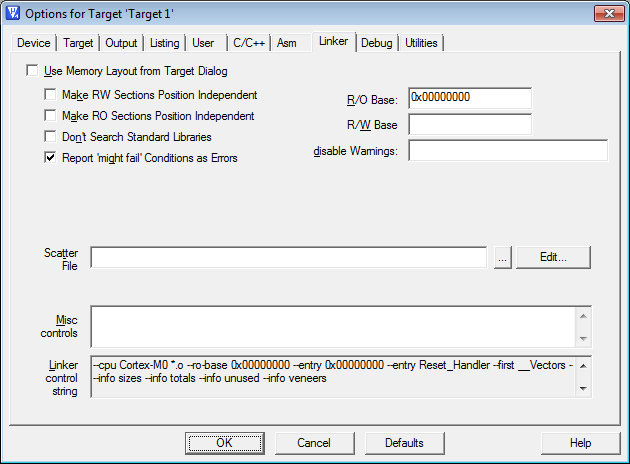 Options for Target 'Target 1'
Device Target Output Listing User C/C++ Asm Linker Debug Utilities
Use Memory Layout from Target Dialog
Make RW Sections Position Independent
R/O Base: 0x00000000
Make RO Sections Position Independent
R/W Base
Don't Search Standard Libraries
disable Warnings:
Report 'might fail' Conditions as Errors
Scatter
File
...
Edit...
Misc
controls
Linker
control
string
--cpu Cortex-M0 *.o --ro-base 0x00000000 --entry 0x00000000 --entry Reset_Handler --first __Vectors -
--info sizes --info totals --info unused --info veneers
OK Cancel Defaults Help